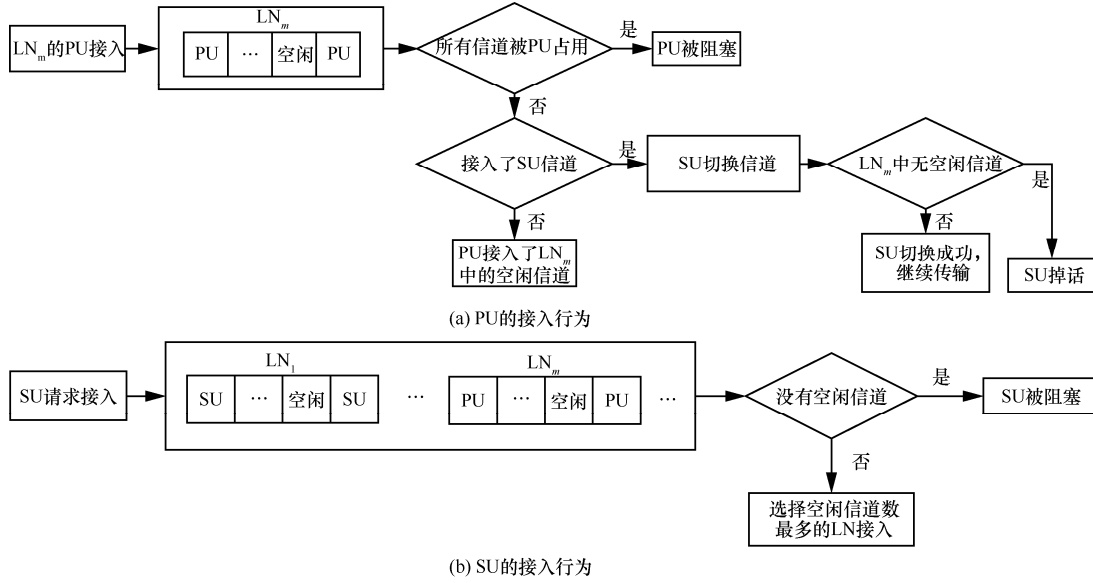 LNm的PU接入
LNm
PU … 空闲 PU
所有信道被PU占用
是
PU被阻塞
否
接入了SU信道
是
SU切换信道
LNm中无空闲信道
是
否
否
PU接入了LNm
中的空闲信道
SU切换成功，
继续传输
SU掉话
(a) PU的接入行为
SU请求接入
LN1
SU … 空闲 SU
…
LNm
PU … 空闲 PU
…
没有空闲信道
是
SU被阻塞
否
选择空闲信道数
最多的LN接入
(b) SU的接入行为